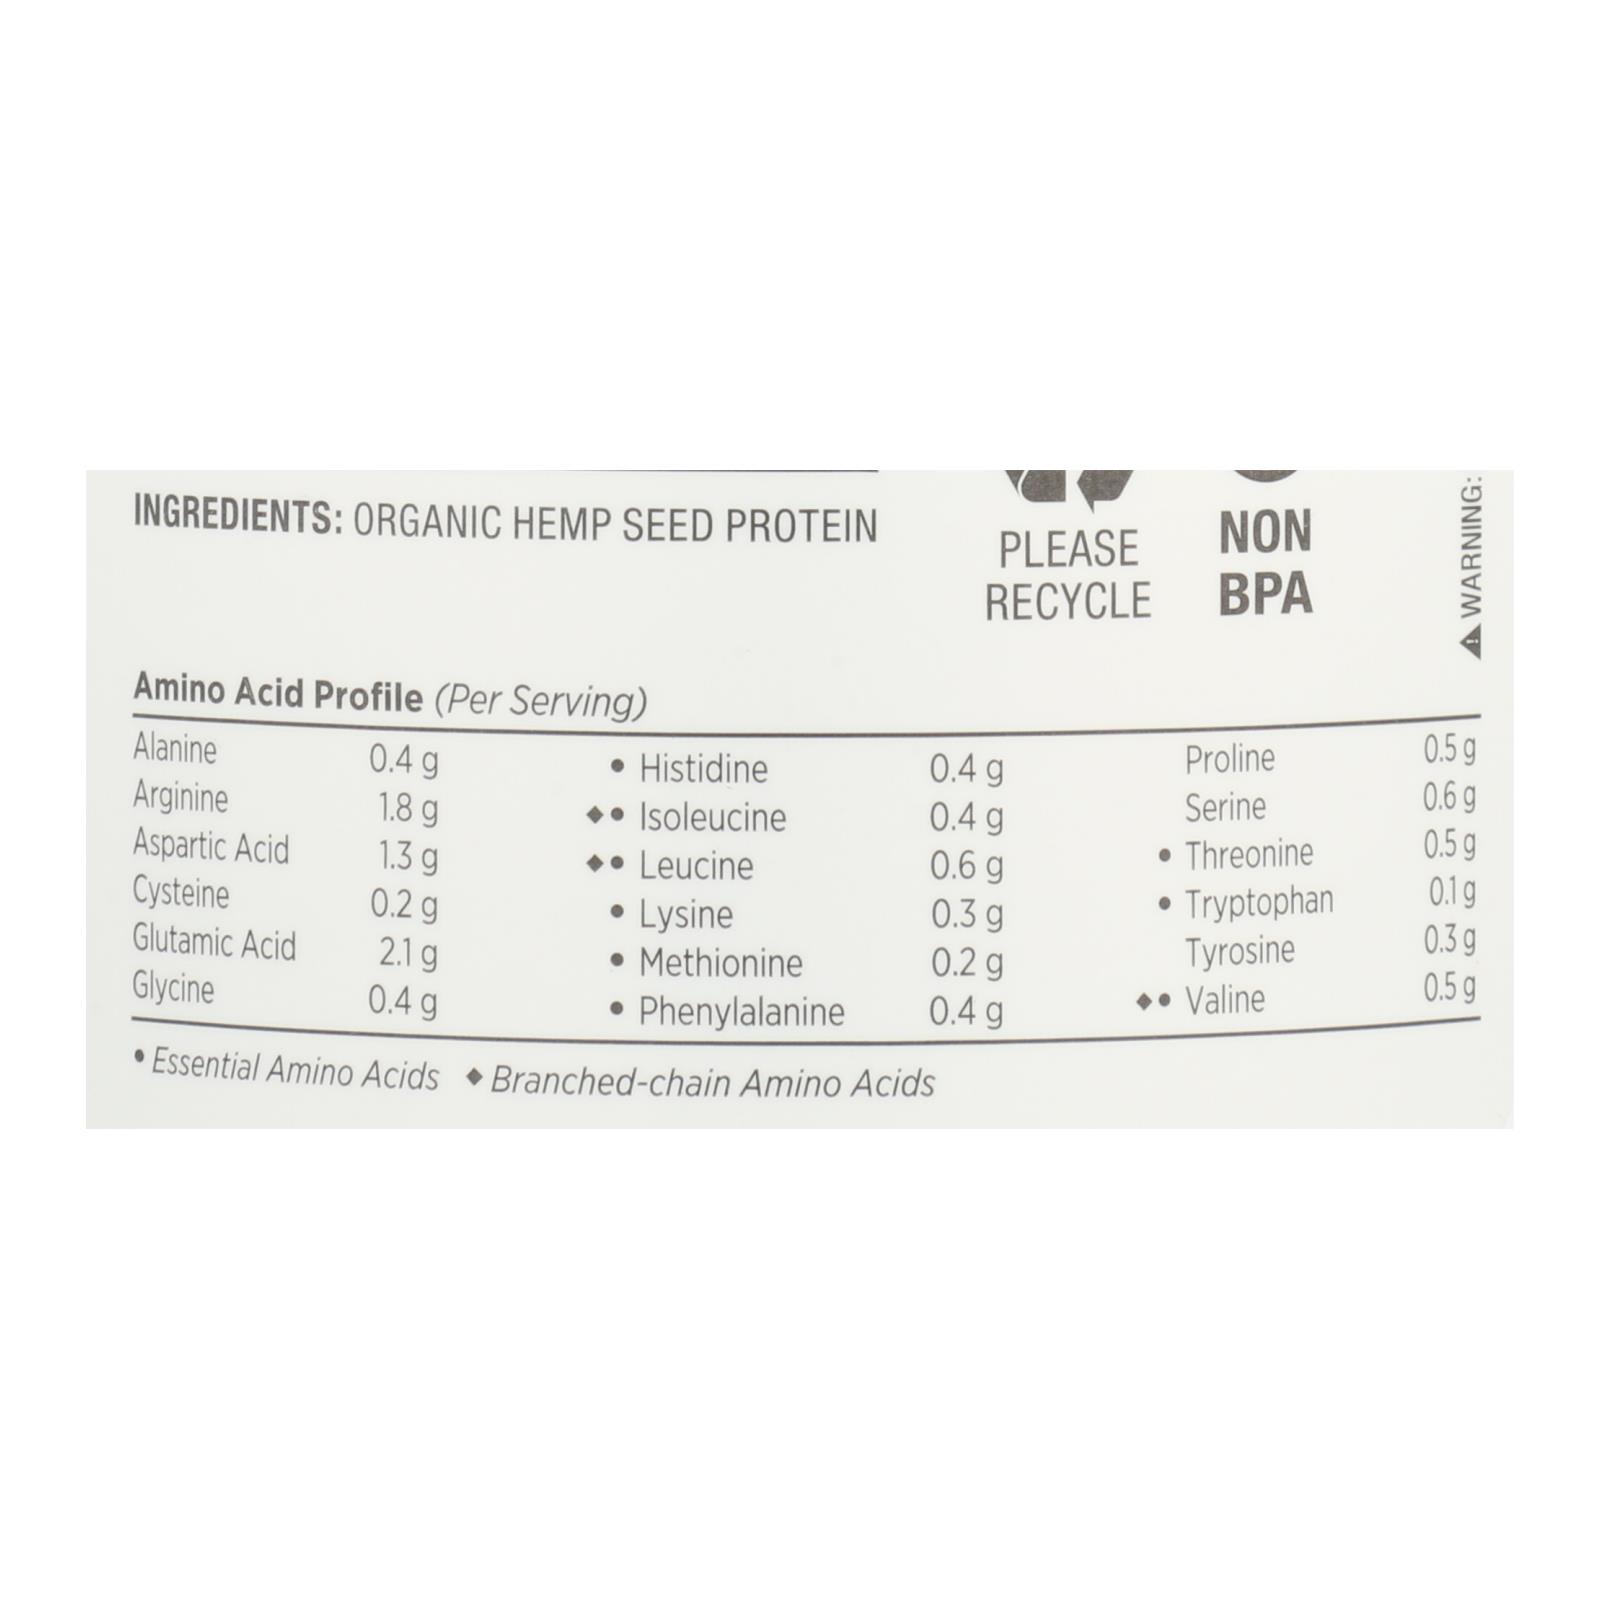 INGREDIENTS: ORGANIC HEMP SEED PROTEIN
PLEASE
RECYCLE
NON
BPA
WARNING:
Amino Acid Profile (Per Serving)
Alanine 0.4 g • Histidine 0.4 g Proline 0.5 g
Arginine 1.8 g ◆• Isoleucine 0.4 g Serine 0.6 g
Aspartic Acid 1.3 g ◆• Leucine 0.6 g • Threonine 0.5 g
Cysteine 0.2 g • Lysine 0.3 g • Tryptophan 0.1 g
Glutamic Acid 2.1 g • Methionine 0.2 g Tyrosine 0.3 g
Glycine 0.4 g • Phenylalanine 0.4 g ◆• Valine 0.5 g
• Essential Amino Acids ◆ Branched-chain Amino Acids